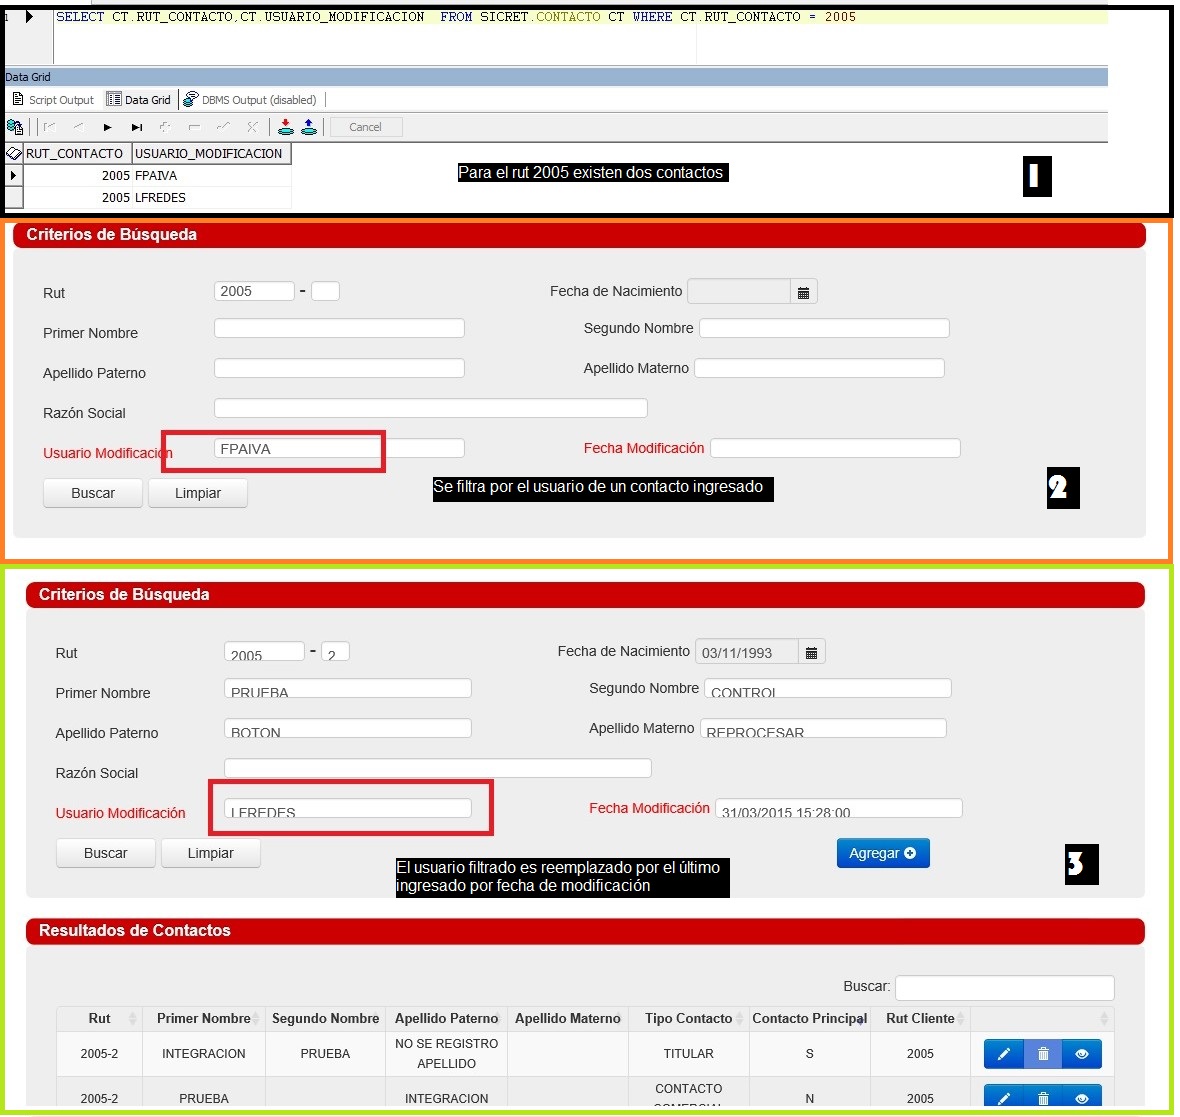 SELECT CT.RUT_CONTACTO,CT.USUARIO_MODIFICACION FROM SICRET.CONTACTO CT WHERE CT.RUT_CONTACTO = 2005
Data Grid
Script Output Data Grid DBMS Output (disabled)
Cancel
RUT_CONTACTO USUARIO_MODIFICACION
2005 FPAIVA
2005 LFREDES
Para el rut 2005 existen dos contactos
1
Criterios de Búsqueda
Rut 2005 - Fecha de Nacimiento
Primer Nombre Segundo Nombre
Apellido Paterno Apellido Materno
Razón Social
Usuario Modificación FPAIVA Fecha Modificación
Buscar Limpiar
Se filtra por el usuario de un contacto ingresado
2
Criterios de Búsqueda
Rut 2005 - 2 Fecha de Nacimiento 03/11/1993
Primer Nombre PRUEBA Segundo Nombre CONTROL
Apellido Paterno BOTON Apellido Materno REPROCESAR
Razón Social
Usuario Modificación LFREDES Fecha Modificación 31/03/2015 15:28:00
Buscar Limpiar Agregar
El usuario filtrado es reemplazado por el último
ingresado por fecha de modificación
3
Resultados de Contactos
Buscar:
Rut Primer Nombre Segundo Nombre Apellido Paterno Apellido Materno Tipo Contacto Contacto Principal Rut Cliente
2005-2 INTEGRACION PRUEBA NO SE REGISTRO APELLIDO TITULAR S 2005
2005-2 PRUEBA INTEGRACION CONTACTO COMERCIAL N 2005